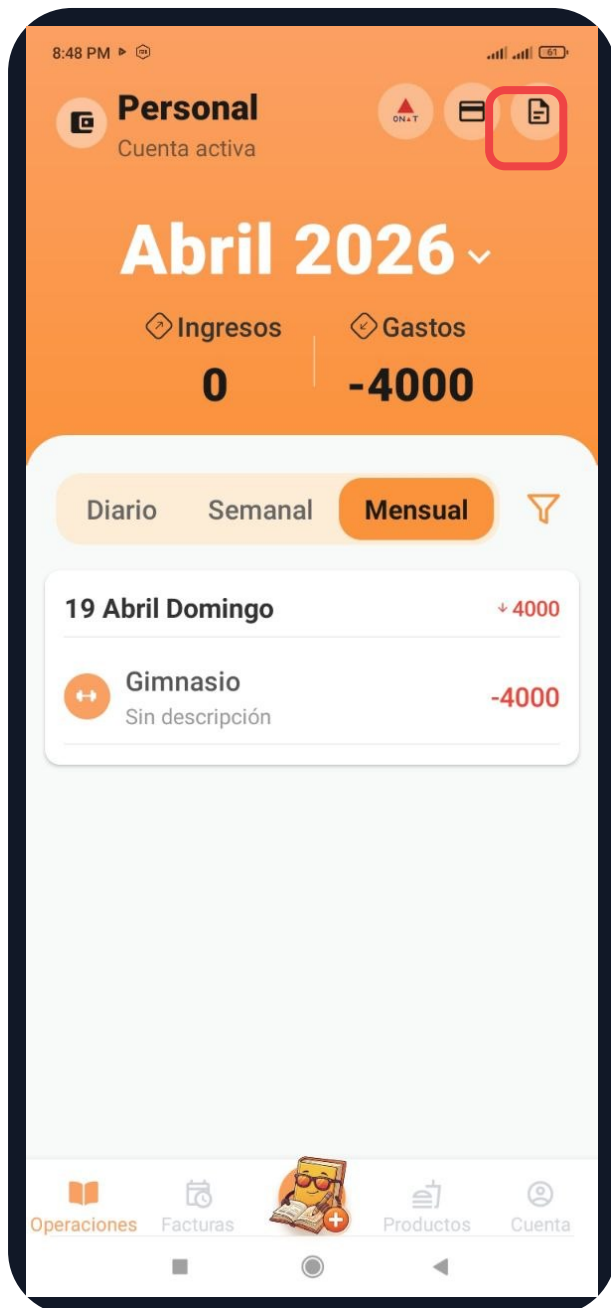 8:48 PM
61
Personal
Cuenta activa
ONAT
Abril 2026
Ingresos
Gastos
0
-4000
Diario
Semanal
Mensual
19 Abril Domingo
4000
Gimnasio
Sin descripción
-4000
Operaciones
Facturas
Productos
Cuenta